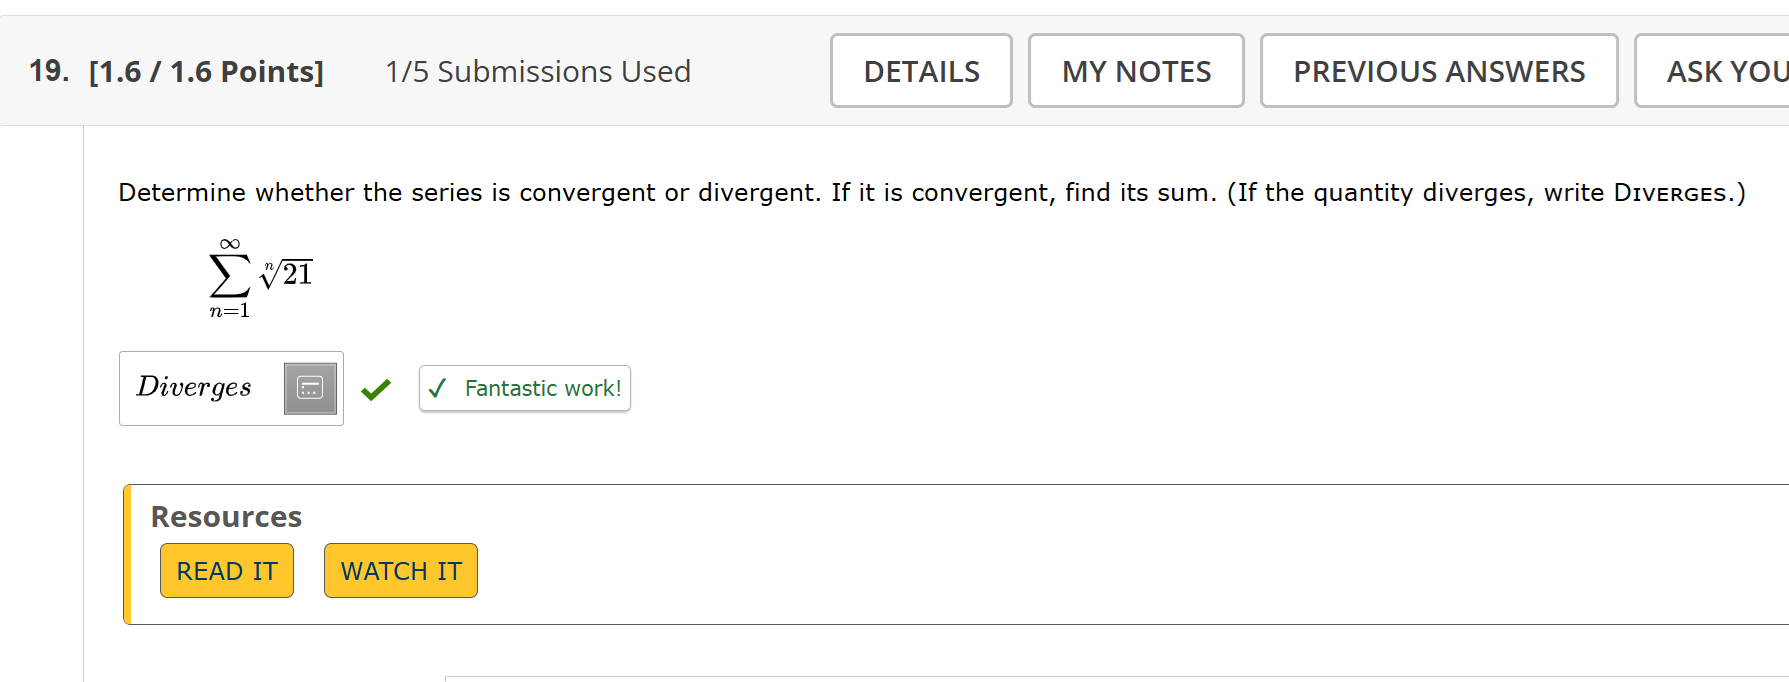 19. [1.6 / 1.6 Points] 1/5 Submissions Used DETAILS MY NOTES PREVIOUS ANSWERS ASK YOU
Determine whether the series is convergent or divergent. If it is convergent, find its sum. (If the quantity diverges, write DIVERGES.)
∞
∑ ⁿ√21
n=1
Diverges ✓ Fantastic work!
Resources
READ IT WATCH IT